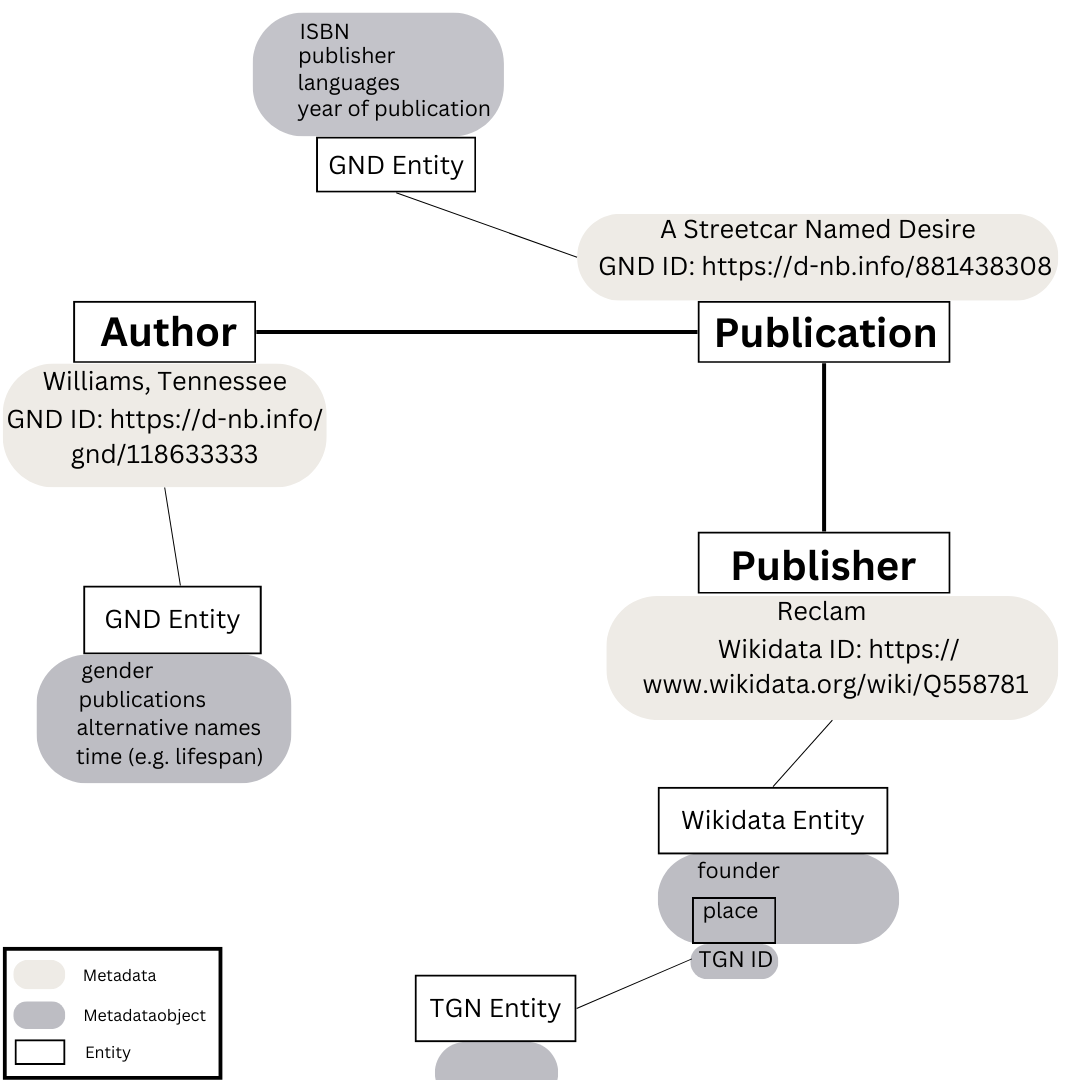 ISBN
publisher
languages
year of publication
GND Entity
A Streetcar Named Desire
GND ID: https://d-nb.info/881438308
Author
Publication
Williams, Tennessee
GND ID: https://d-nb.info/
gnd/118633333
Publisher
Reclam
Wikidata ID: https://
www.wikidata.org/wiki/Q558781
GND Entity
gender
publications
alternative names
time (e.g. lifespan)
Wikidata Entity
founder
place
TGN ID
TGN Entity
Metadata
Metadataobject
Entity